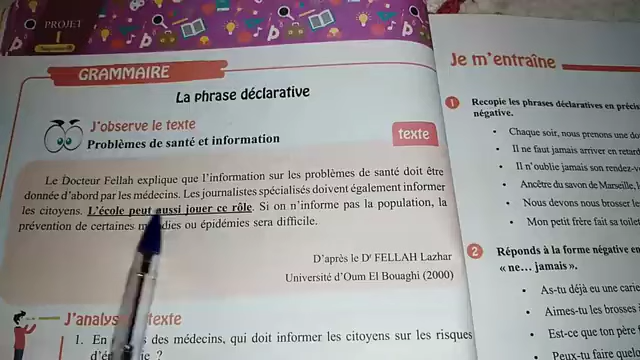 PROJET
1
GRAMMAIRE
La phrase déclarative
J'observe le texte
Problèmes de santé et information
texte
Le Docteur Fellah explique que l'information sur les problèmes de santé doit être
donnée d'abord par les médecins. Les journalistes spécialisés doivent également informer
les citoyens. L'école peut aussi jouer ce rôle. Si on n'informe pas la population, la
prévention de certaines dies ou épidémies sera difficile.
D'après le Dr FELLAH Lazhar
Université d'Oum El Bouaghi (2000)
J'analys texte
1. En s des médecins, qui doit informer les citoyens sur les risques
d'é ie ?
Je m'entraîne
1 Recopie les phrases déclaratives en précis
négative.
• Chaque soir, nous prenons une do
• Il ne faut jamais arriver en retard
• Il n'oublie jamais son rendez-v
• Ancêtre du savon de Marseille, l
• Nous devons nous brosser le
• Mon petit frère fait sa toilet
2 Réponds à la forme négative en
« ne… jamais ».
• As-tu déjà eu une carie
• Aimes-tu les brosses à
• Est-ce que ton père f
• Peux-tu faire quelq